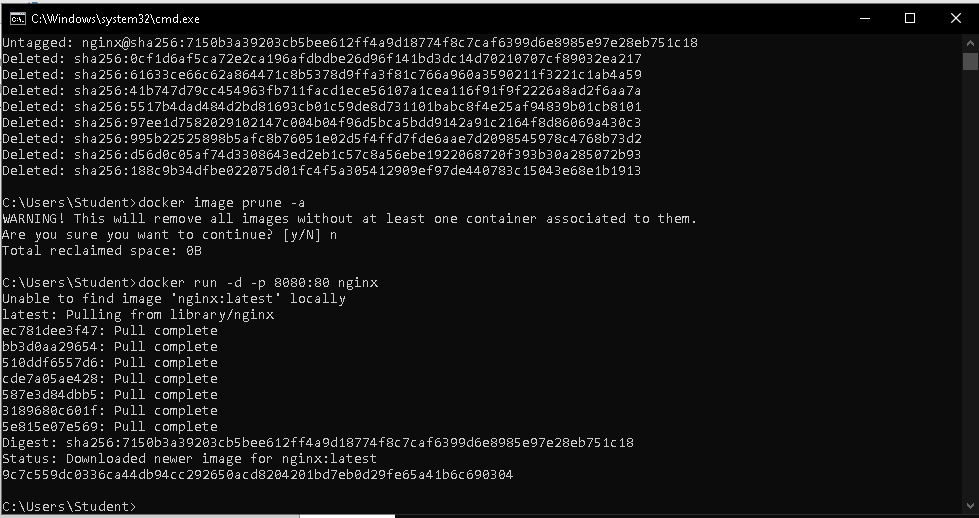 C:\Windows\system32\cmd.exe
Untagged: nginx@sha256:7150b3a39203cb5bee612ff4a9d18774f8c7caf6399d6e8985e97e28eb751c18
Deleted: sha256:0cf1d6af5ca72e2ca196afdbdbe26d96f141bd3dc14d70210707cf89032ea217
Deleted: sha256:61633ce66c62a864471c8b5378d9ffa3f81c766a960a3590211f3221c1ab4a59
Deleted: sha256:41b747d79cc454963fb711facd1ece56107a1cea116f91f9f2226a8ad2f6aa7a
Deleted: sha256:5517b4dad484d2bd81693cb01c59de8d731101babc8f4e25af94839b01cb8101
Deleted: sha256:97ee1d7582029102147c004b04f96d5bca5bdd9142a91c2164f8d86069a430c3
Deleted: sha256:995b22525898b5afc8b76051e02d5f4ffd7fde6aae7d2098545978c4768b73d2
Deleted: sha256:d56d0c05af74d3308643ed2eb1c57c8a56ebe1922068720f393b30a285072b93
Deleted: sha256:188c9b34dfbe022075d01fc4f5a305412909ef97de440783c15043e68e1b1913
C:\Users\Student>docker image prune -a
WARNING! This will remove all images without at least one container associated to them.
Are you sure you want to continue? [y/N] n
Total reclaimed space: 0B
C:\Users\Student>docker run -d -p 8080:80 nginx
Unable to find image 'nginx:latest' locally
latest: Pulling from library/nginx
ec781dee3f47: Pull complete
bb3d0aa29654: Pull complete
510ddf6557d6: Pull complete
cde7a05ae428: Pull complete
587e3d84dbb5: Pull complete
3189680c601f: Pull complete
5e815e07e569: Pull complete
Digest: sha256:7150b3a39203cb5bee612ff4a9d18774f8c7caf6399d6e8985e97e28eb751c18
Status: Downloaded newer image for nginx:latest
9c7c559dc0336ca44db94cc292650acd8204201bd7eb0d29fe65a41b6c690304
C:\Users\Student>